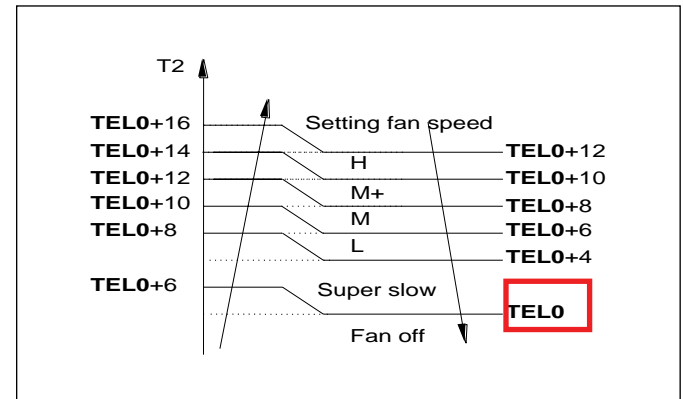 T2
TEL0+16
Setting fan speed
TEL0+14
TEL0+12
H
TEL0+12
TEL0+10
M+
TEL0+10
TEL0+8
M
TEL0+8
TEL0+6
L
TEL0+4
TEL0+6
Super slow
TEL0
Fan off